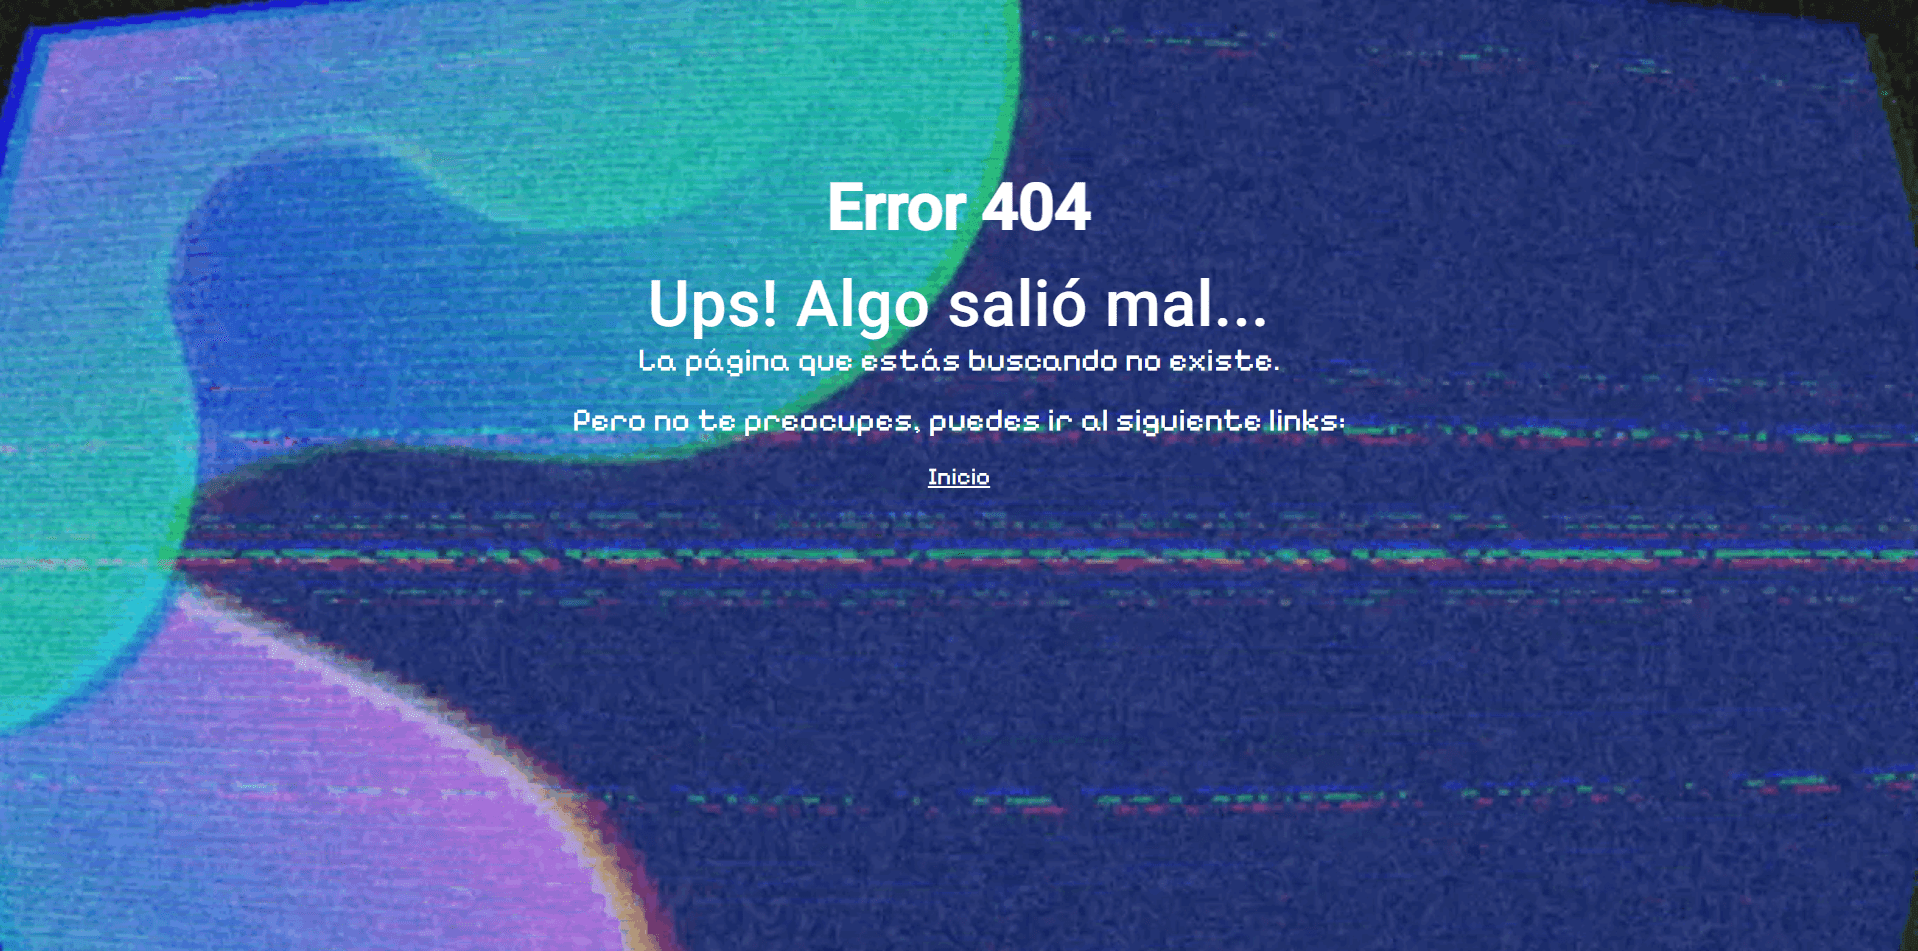 Error 404
Ups! Algo salió mal...
La página que estás buscando no existe.
Pero no te preocupes, puedes ir al siguiente links:
Inicio